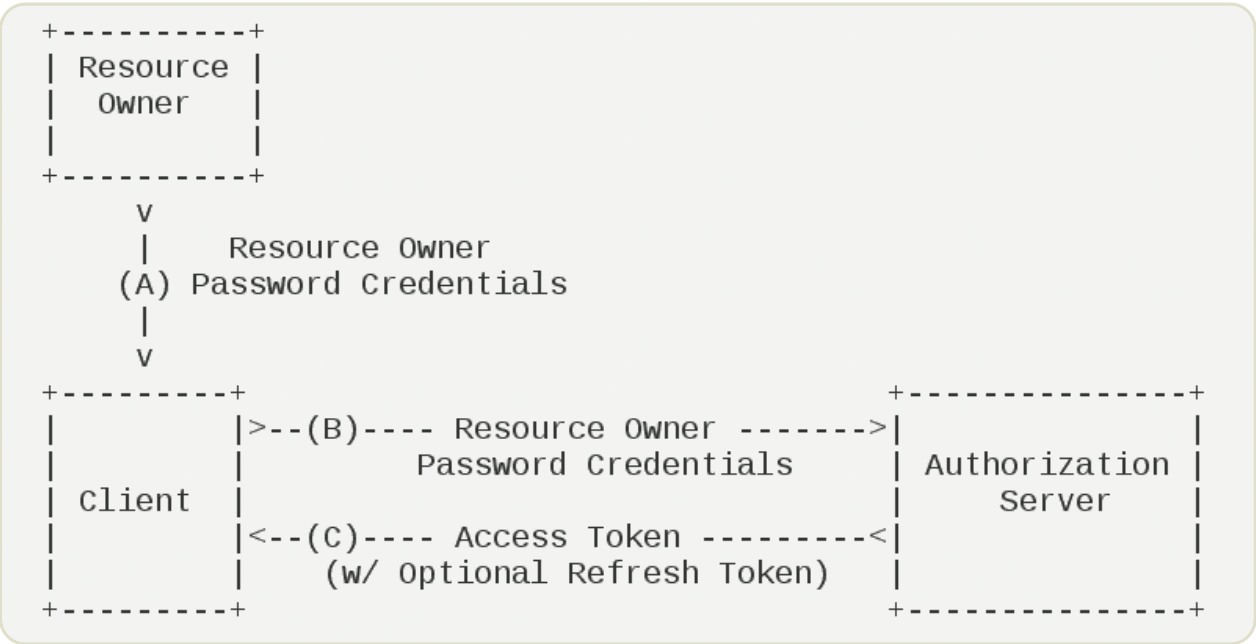 +----------+
| Resource |
|  Owner   |
|          |
+----------+
     v
     |    Resource Owner
    (A) Password Credentials
     |
     v
+---------+                                  +---------------+
|         |>--(B)---- Resource Owner ------->|               |
|         |         Password Credentials     | Authorization |
| Client  |                                  |     Server    |
|         |<--(C)---- Access Token ---------<|               |
|         |    (w/ Optional Refresh Token)   |               |
+---------+                                  +---------------+